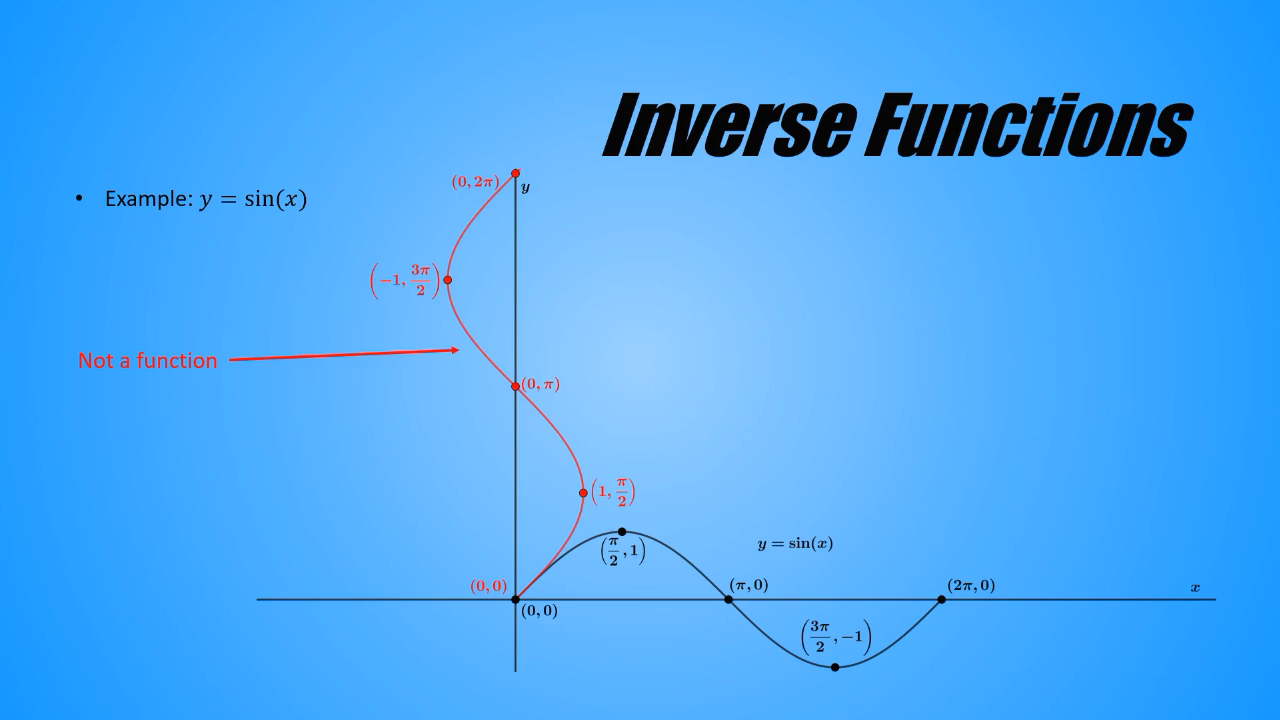 Inverse Functions
• Example: y = sin(x)
(0, 2π)
y
(−1, 3π/2)
Not a function
(0, π)
(1, π/2)
(π/2, 1)
y = sin(x)
(0, 0)
(π, 0)
(2π, 0)
x
(0, 0)
(3π/2, −1)